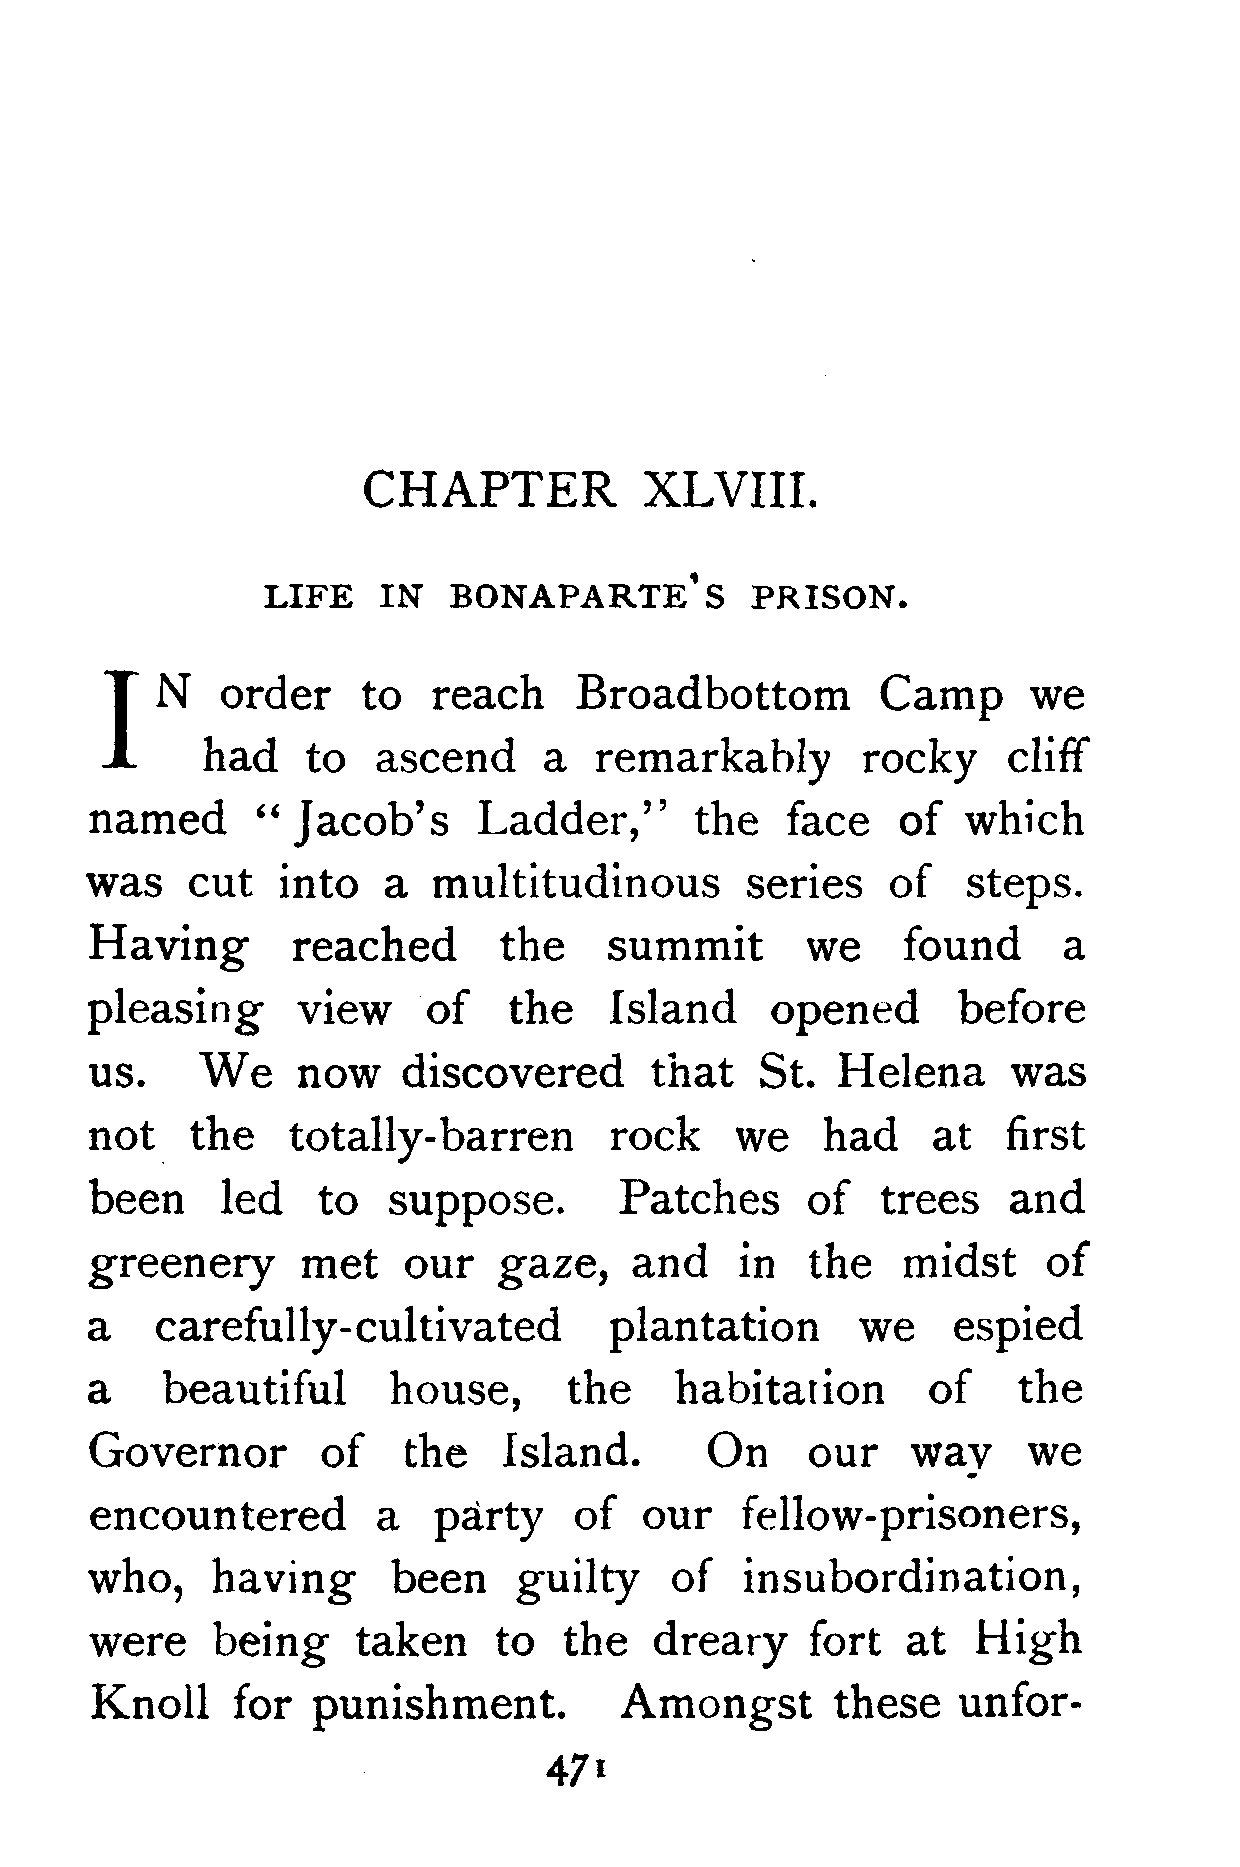 CHAPTER XLVIII.
LIFE IN BONAPARTE'S PRISON.
IN order to reach Broadbottom Camp we
had to ascend a remarkably rocky cliff
named “Jacob's Ladder,” the face of which
was cut into a multitudinous series of steps.
Having reached the summit we found a
pleasing view of the Island opened before
us. We now discovered that St. Helena was
not the totally-barren rock we had at first
been led to suppose. Patches of trees and
greenery met our gaze, and in the midst of
a carefully-cultivated plantation we espied
a beautiful house, the habitation of the
Governor of the Island. On our way we
encountered a party of our fellow-prisoners,
who, having been guilty of insubordination,
were being taken to the dreary fort at High
Knoll for punishment. Amongst these unfor-
471